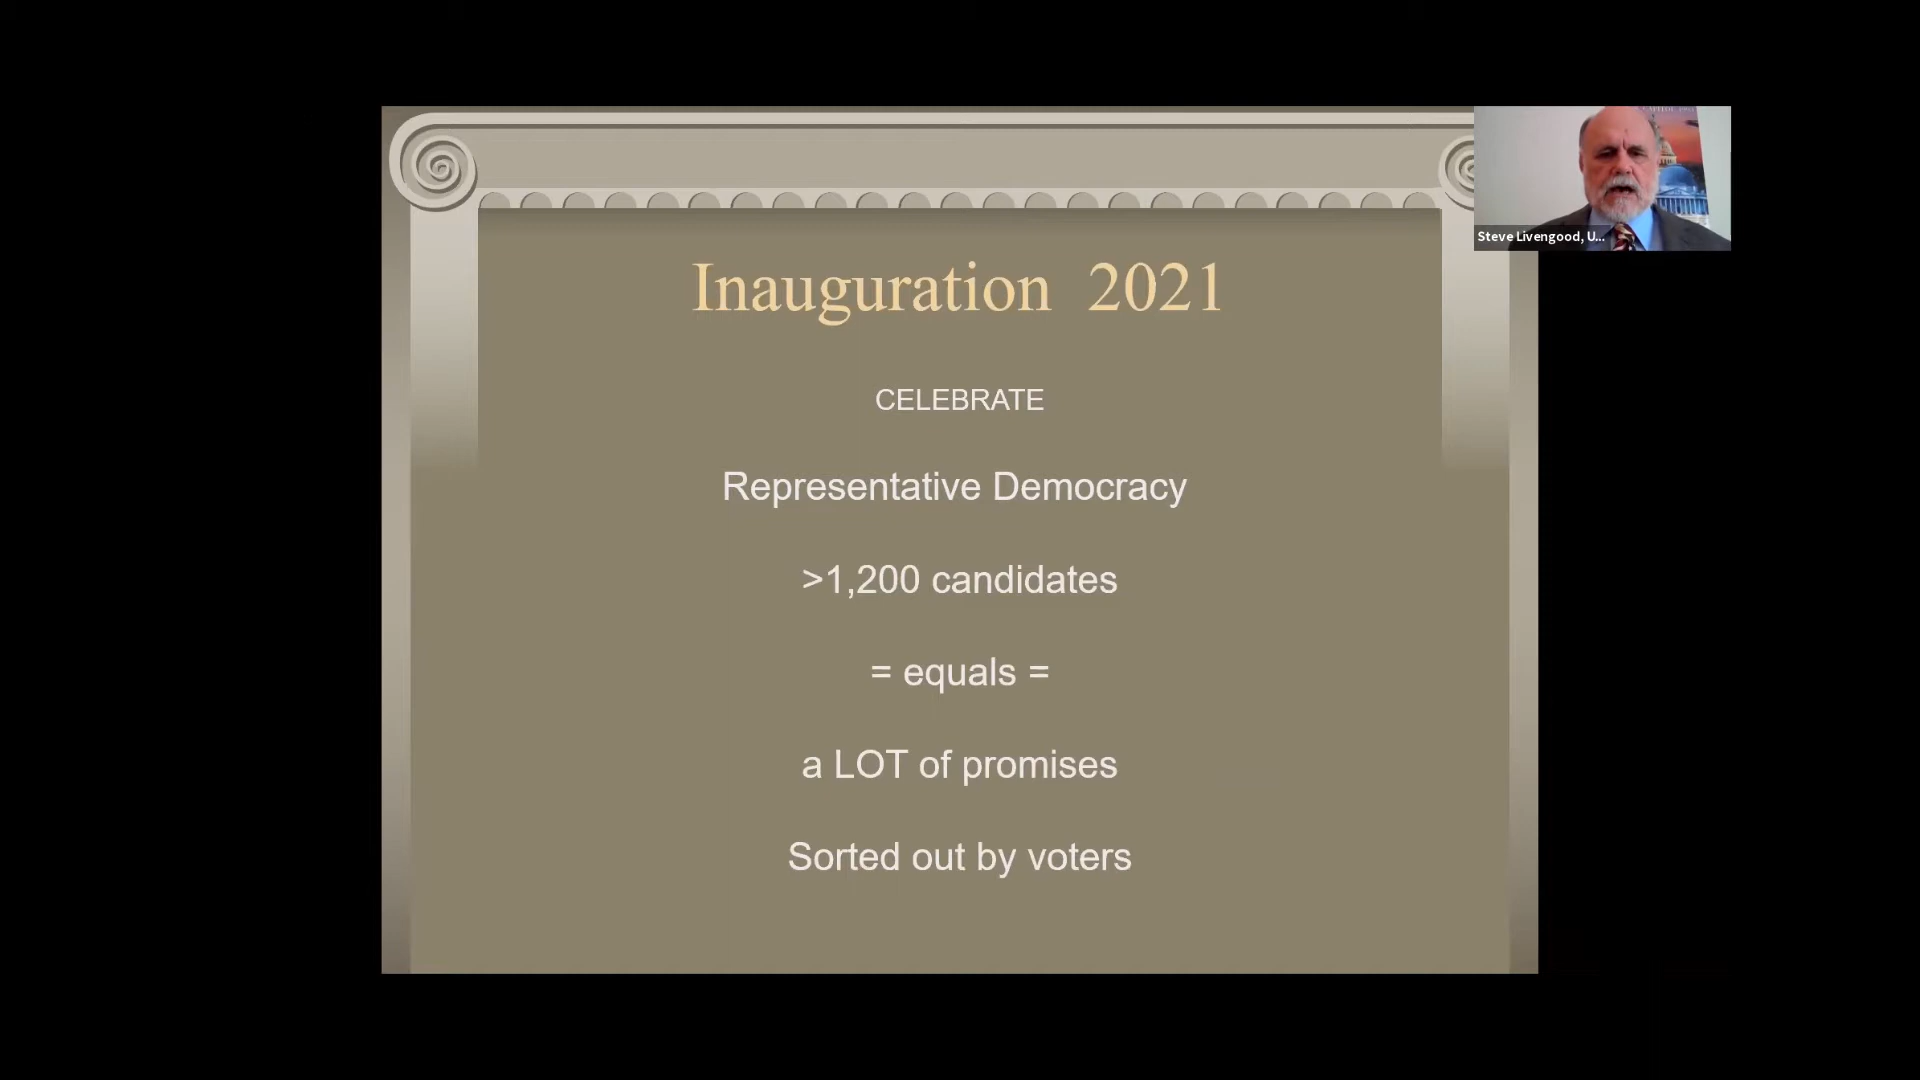 Inauguration 2021
CELEBRATE
Representative Democracy
>1,200 candidates
= equals =
a LOT of promises
Sorted out by voters
Steve Livengood, U...